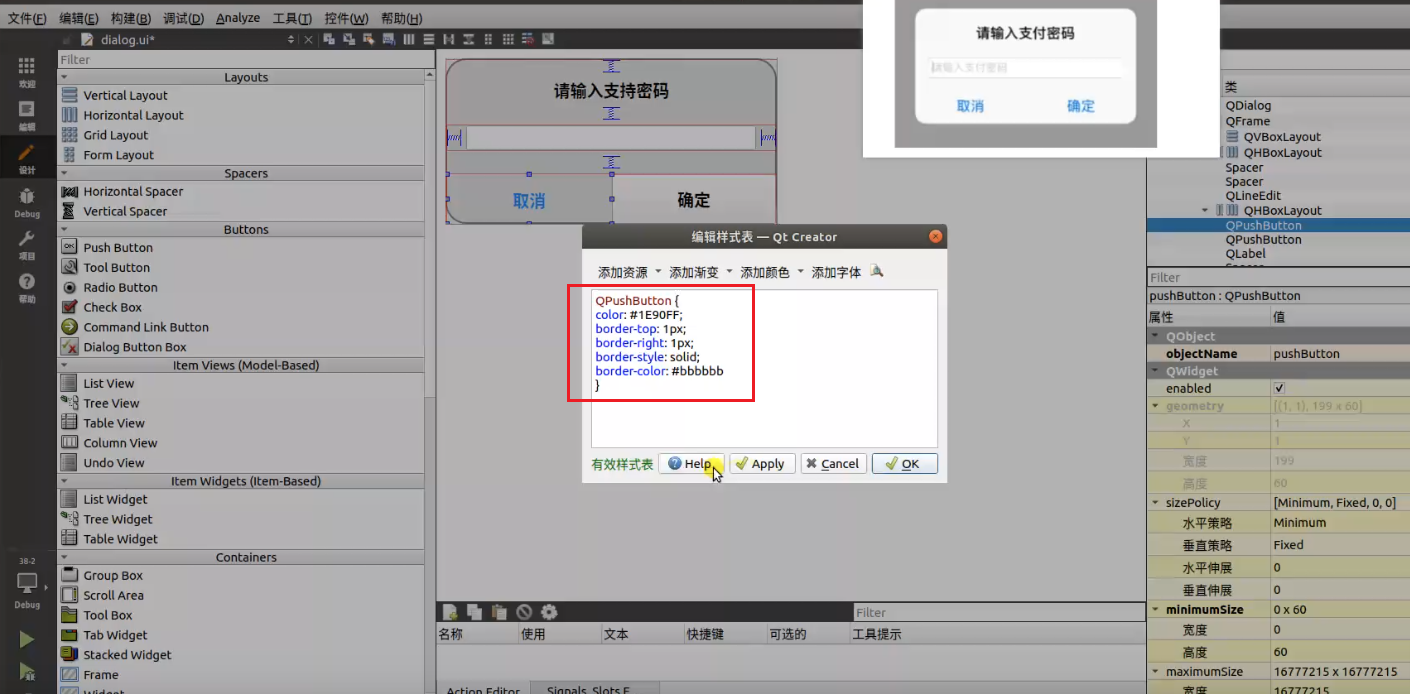 文件(F) 编辑(E) 构建(B) 调试(D) Analyze 工具(T) 控件(W) 帮助(H)
dialog.ui*
欢迎
编辑
设计
Debug
项目
帮助
38-2
Debug
Filter
Layouts
Vertical Layout
Horizontal Layout
Grid Layout
Form Layout
Spacers
Horizontal Spacer
Vertical Spacer
Buttons
Push Button
Tool Button
Radio Button
Check Box
Command Link Button
Dialog Button Box
Item Views (Model-Based)
List View
Tree View
Table View
Column View
Undo View
Item Widgets (Item-Based)
List Widget
Tree Widget
Table Widget
Containers
Group Box
Scroll Area
Tool Box
Tab Widget
Stacked Widget
Frame
请输入支持密码
取消 确定
请输入支付密码
请输入支付密码
取消 确定
编辑样式表 — Qt Creator
添加资源 添加渐变 添加颜色 添加字体
QPushButton {
color: #1E90FF;
border-top: 1px;
border-right: 1px;
border-style: solid;
border-color: #bbbbbb
}
有效样式表 Help Apply Cancel OK
Filter
名称 使用 文本 快捷键 可选的 工具提示
Action Editor Signals Slots E
类
QDialog
QFrame
QVBoxLayout
QHBoxLayout
Spacer
Spacer
QLineEdit
QHBoxLayout
QPushButton
QPushButton
QLabel
Filter
pushButton : QPushButton
属性 值
QObject
objectName pushButton
QWidget
enabled
geometry [(1, 1), 199 x 60]
X 1
Y 1
宽度 199
高度 60
sizePolicy [Minimum, Fixed, 0, 0]
水平策略 Minimum
垂直策略 Fixed
水平伸展 0
垂直伸展 0
minimumSize 0 x 60
宽度 0
高度 60
maximumSize 16777215 x 16777215
宽度 16777215